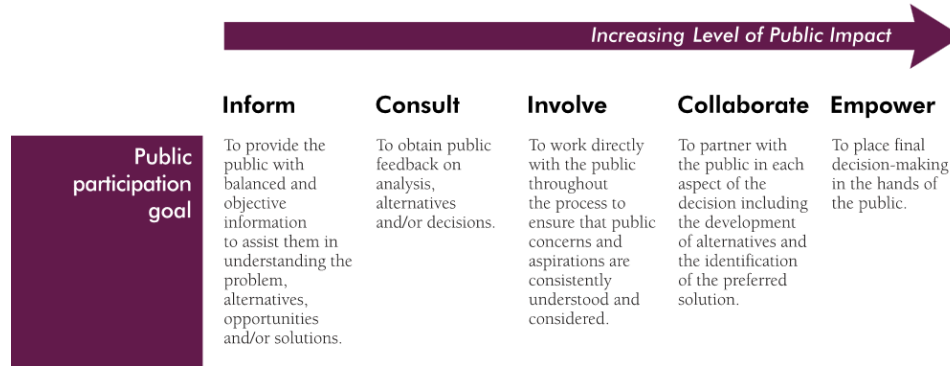 Increasing Level of Public Impact
Inform
Consult
Involve
Collaborate
Empower
Public
participation
goal
To provide the
public with
balanced and
objective
information
to assist them in
understanding the
problem,
alternatives,
opportunities
and/or solutions.
To obtain public
feedback on
analysis,
alternatives
and/or decisions.
To work directly
with the public
throughout
the process to
ensure that public
concerns and
aspirations are
consistently
understood and
considered.
To partner with
the public in each
aspect of the
decision including
the development
of alternatives and
the identification
of the preferred
solution.
To place final
decision-making
in the hands of
the public.